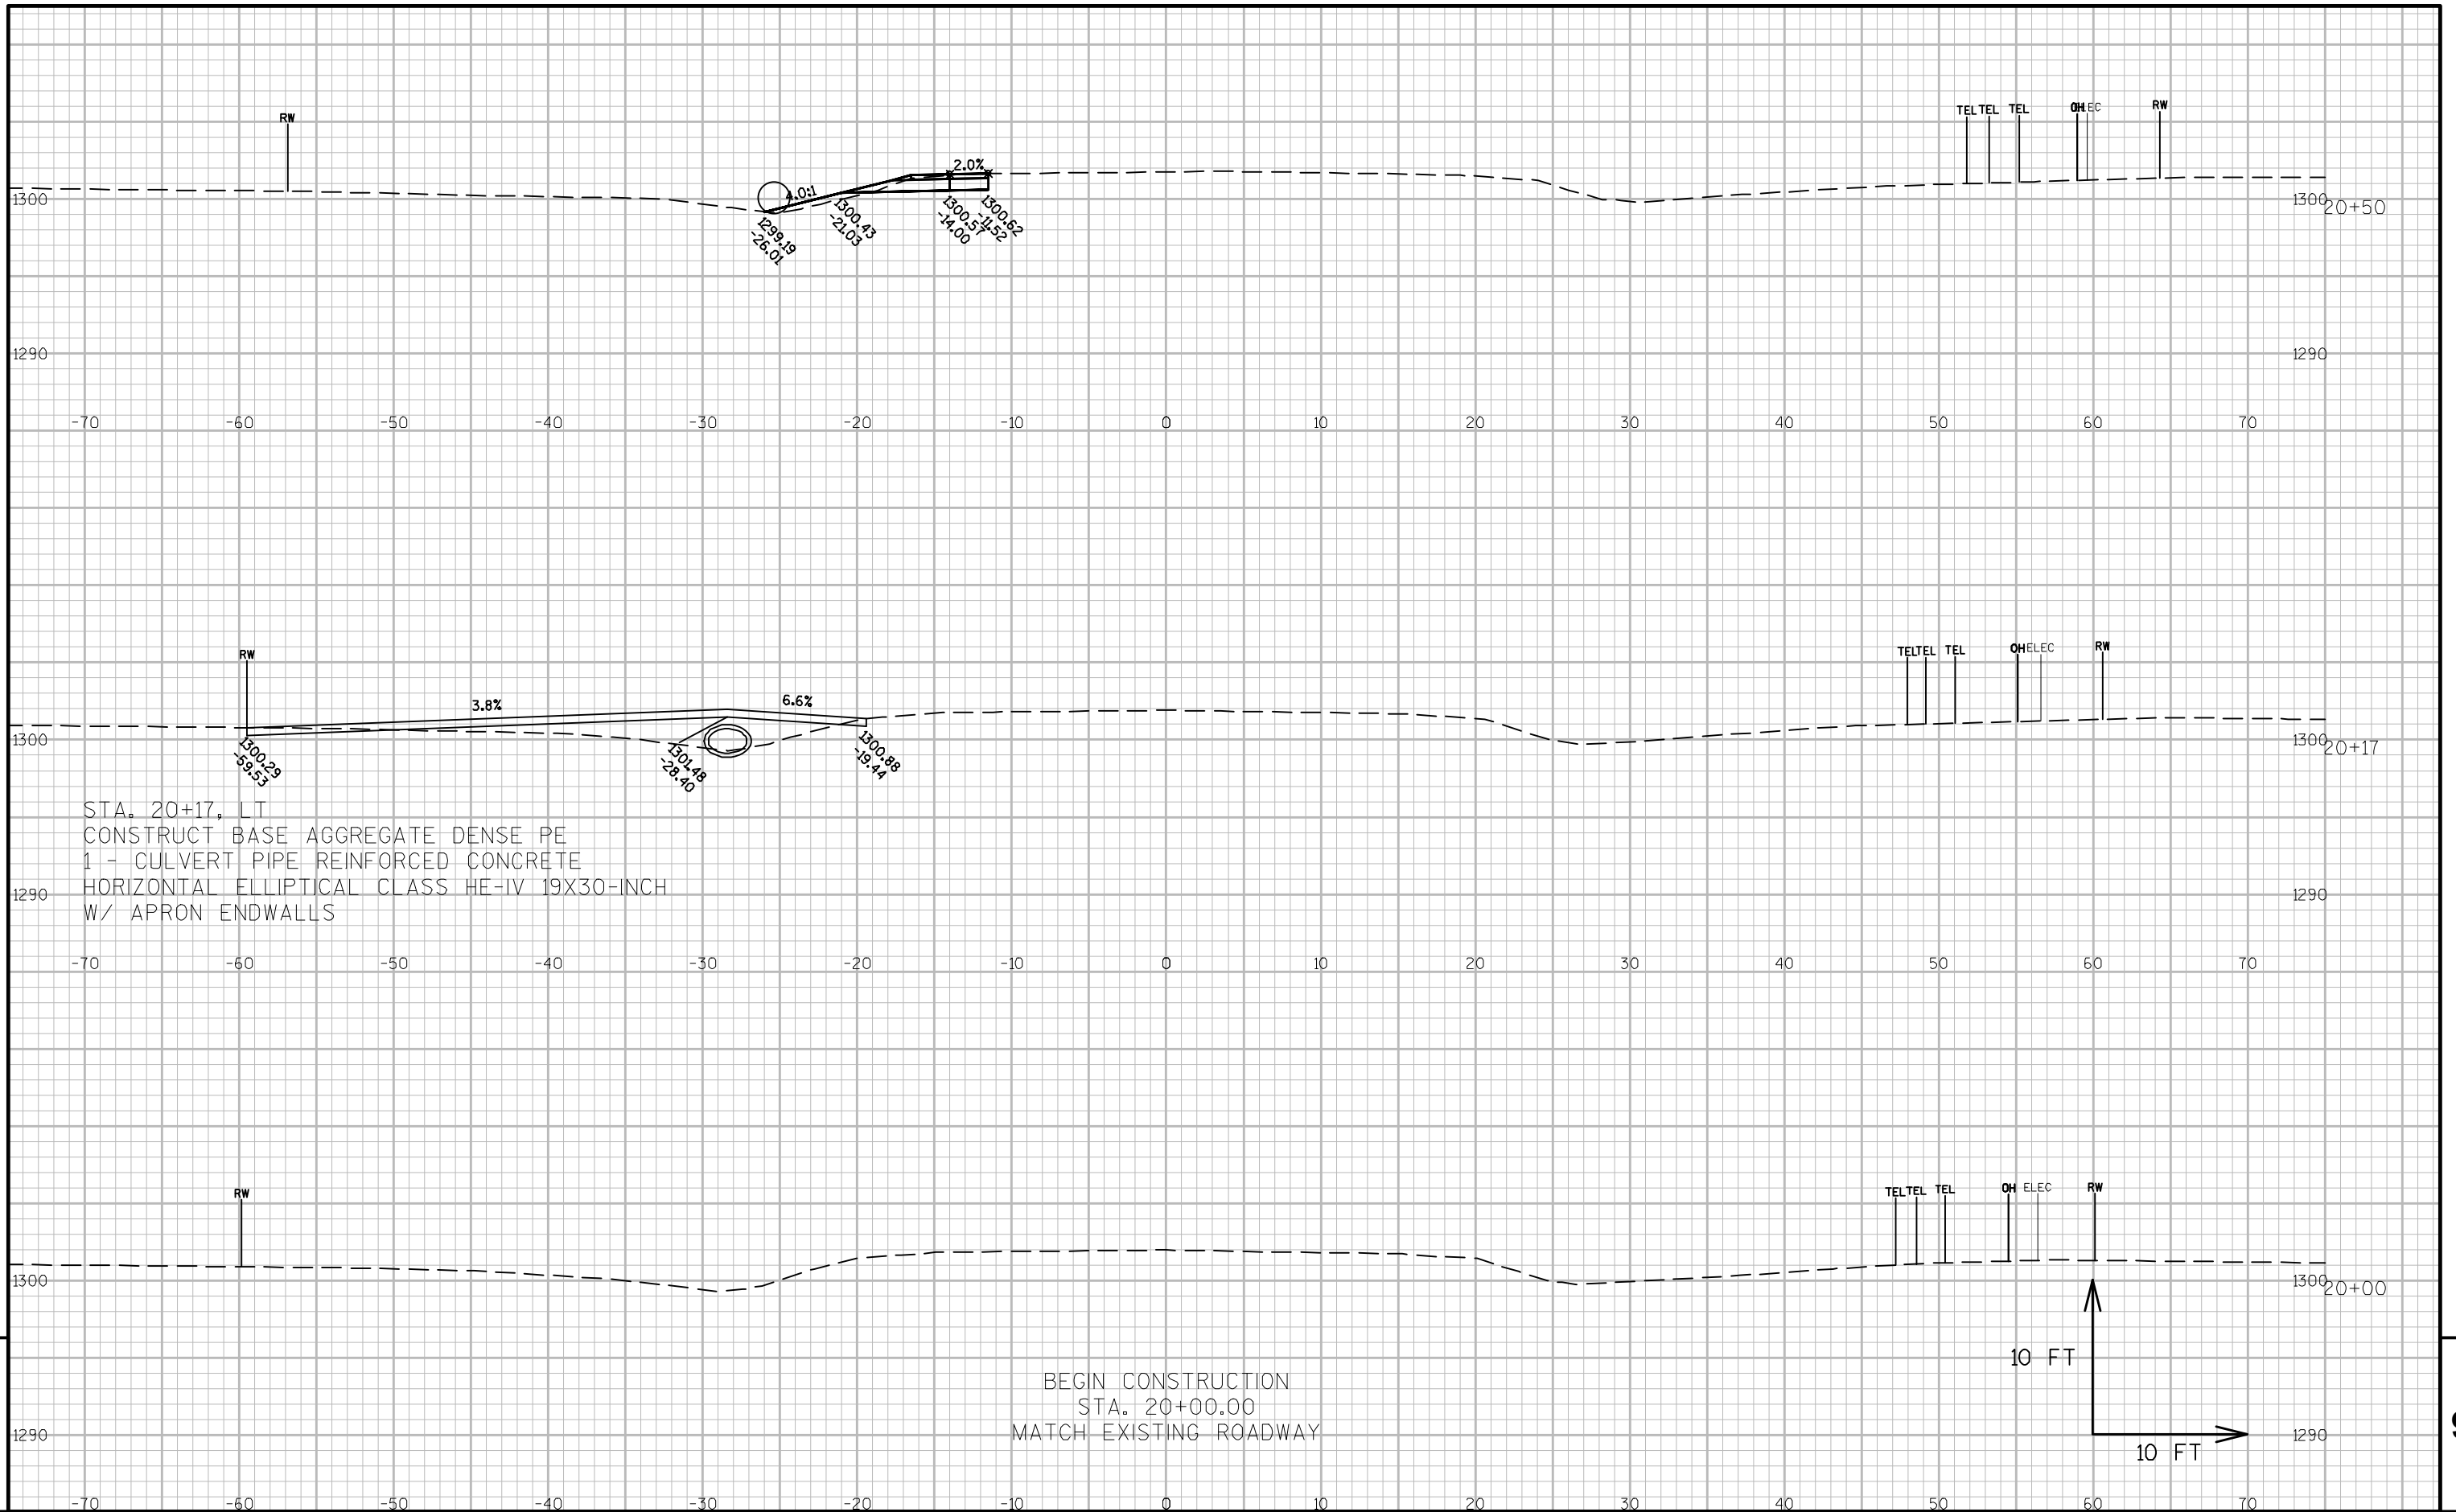 RW
TEL TEL TEL OH ELEC RW
2.0%
4.0:1
1300
1300
20+50
1299.19
-26.01
1300.43
-21.03
1300.57
-14.00
1300.62
-11.52
1290
1290
-70 -60 -50 -40 -30 -20 -10 0 10 20 30 40 50 60 70
RW
TEL TEL TEL OH ELEC RW
3.8%
6.6%
1300
1300
20+17
1300.29
-59.53
1301.48
-28.40
1300.88
-19.44
STA. 20+17, LT
CONSTRUCT BASE AGGREGATE DENSE PE
1 - CULVERT PIPE REINFORCED CONCRETE
HORIZONTAL ELLIPTICAL CLASS HE-IV 19X30-INCH
W/ APRON ENDWALLS
1290
1290
-70 -60 -50 -40 -30 -20 -10 0 10 20 30 40 50 60 70
RW
TEL TEL TEL OH ELEC RW
1300
1300
20+00
10 FT
10 FT
BEGIN CONSTRUCTION
STA. 20+00.00
MATCH EXISTING ROADWAY
1290
1290
-70 -60 -50 -40 -30 -20 -10 0 10 20 30 40 50 60 70